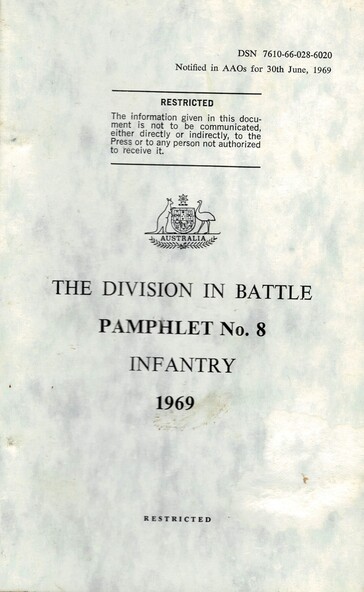 DSN 7610-66-028-6020
Notified in AAOs for 30th June, 1969
RESTRICTED
The information given in this docu-
ment is not to be communicated,
either directly or indirectly, to the
Press or to any person not authorized
to receive it.
AUSTRALIA
THE DIVISION IN BATTLE
PAMPHLET No. 8
INFANTRY
1969
RESTRICTED